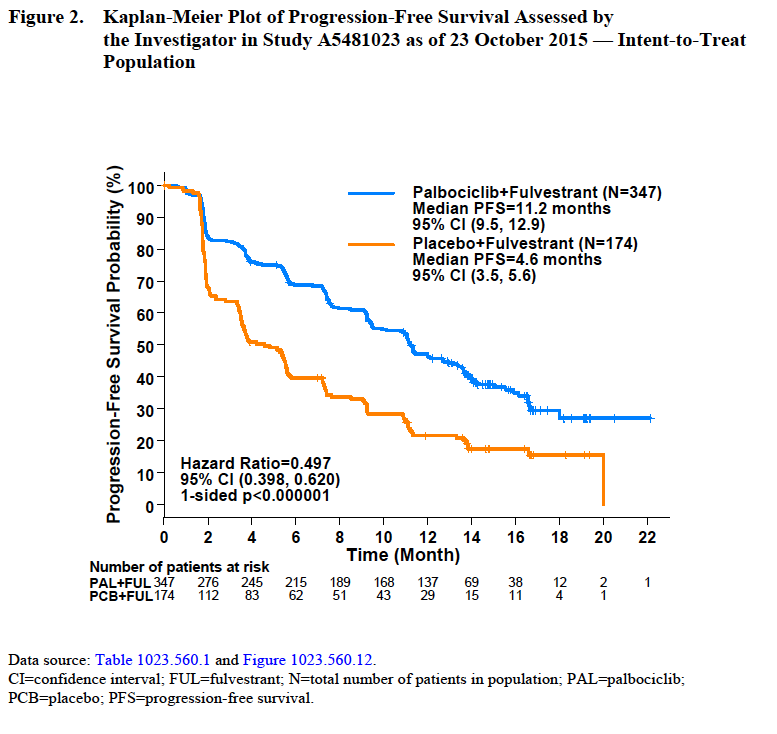 Figure 2. Kaplan-Meier Plot of Progression-Free Survival Assessed by
the Investigator in Study A5481023 as of 23 October 2015 — Intent-to-Treat
Population
Progression-Free Survival Probability (%)
100
90
80
70
60
50
40
30
20
10
0
Palbociclib+Fulvestrant (N=347)
Median PFS=11.2 months
95% CI (9.5, 12.9)
Placebo+Fulvestrant (N=174)
Median PFS=4.6 months
95% CI (3.5, 5.6)
Hazard Ratio=0.497
95% CI (0.398, 0.620)
1-sided p<0.000001
0 2 4 6 8 10 12 14 16 18 20 22
Time (Month)
Number of patients at risk
PAL+FUL 347 276 245 215 189 168 137 69 38 12 2 1
PCB+FUL 174 112 83 62 51 43 29 15 11 4 1
Data source: Table 1023.560.1 and Figure 1023.560.12.
CI=confidence interval; FUL=fulvestrant; N=total number of patients in population; PAL=palbociclib;
PCB=placebo; PFS=progression-free survival.